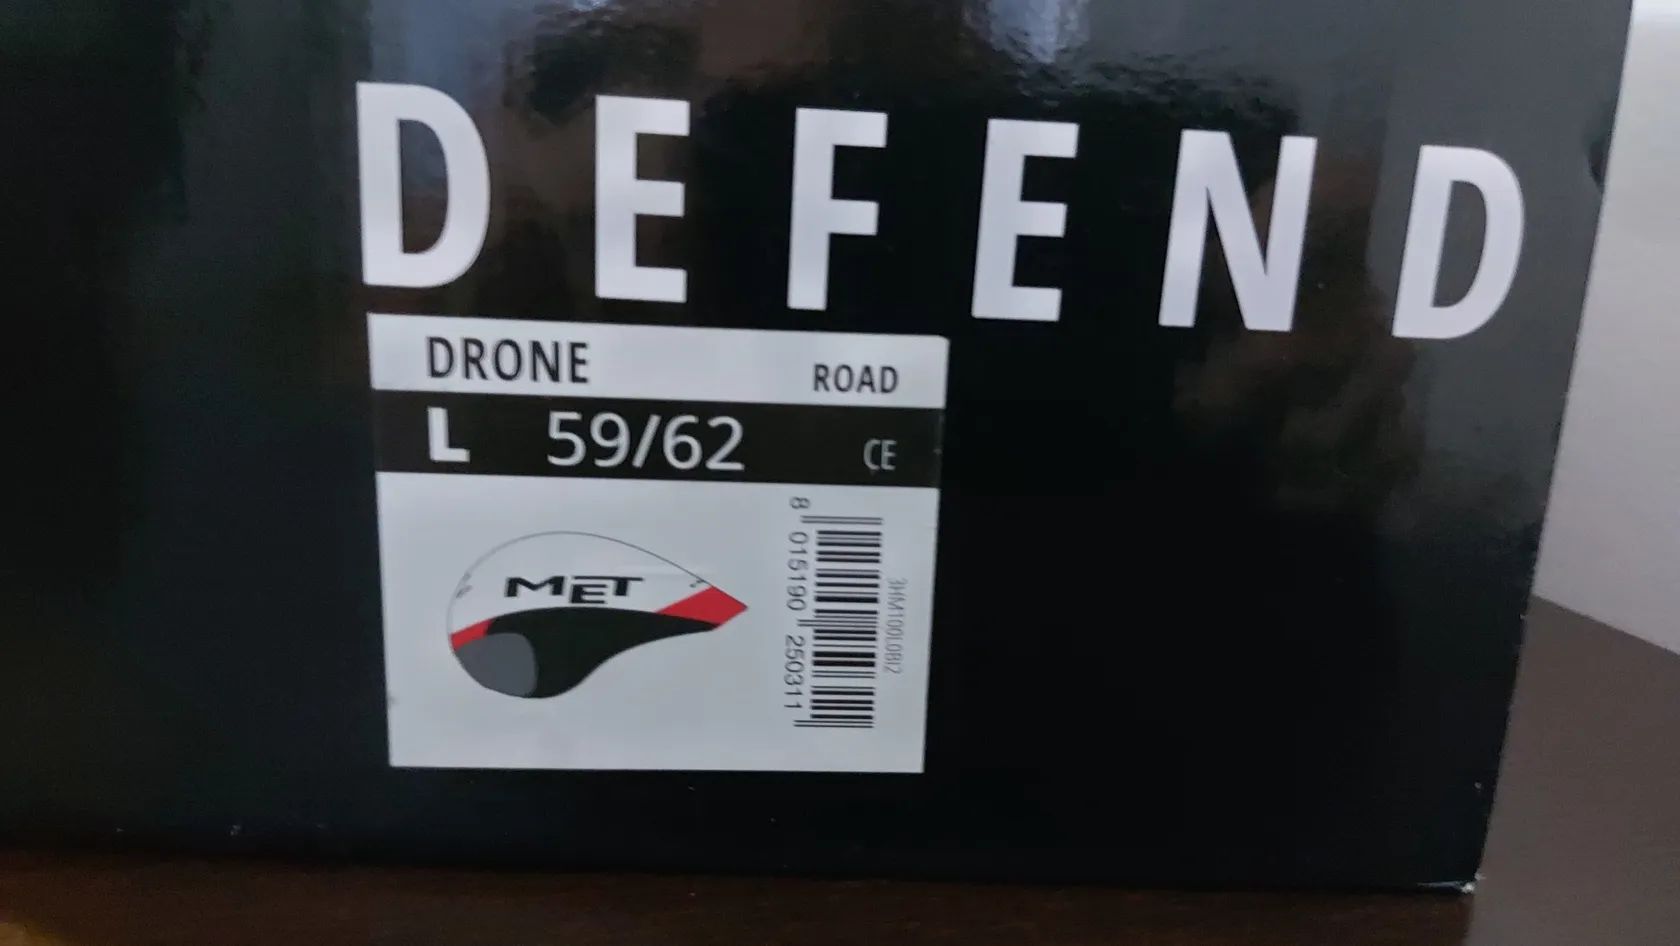 DEFEND
DRONE ROAD
L 59/62 CE
MET
8 015190 250311
3HM100L0BI2